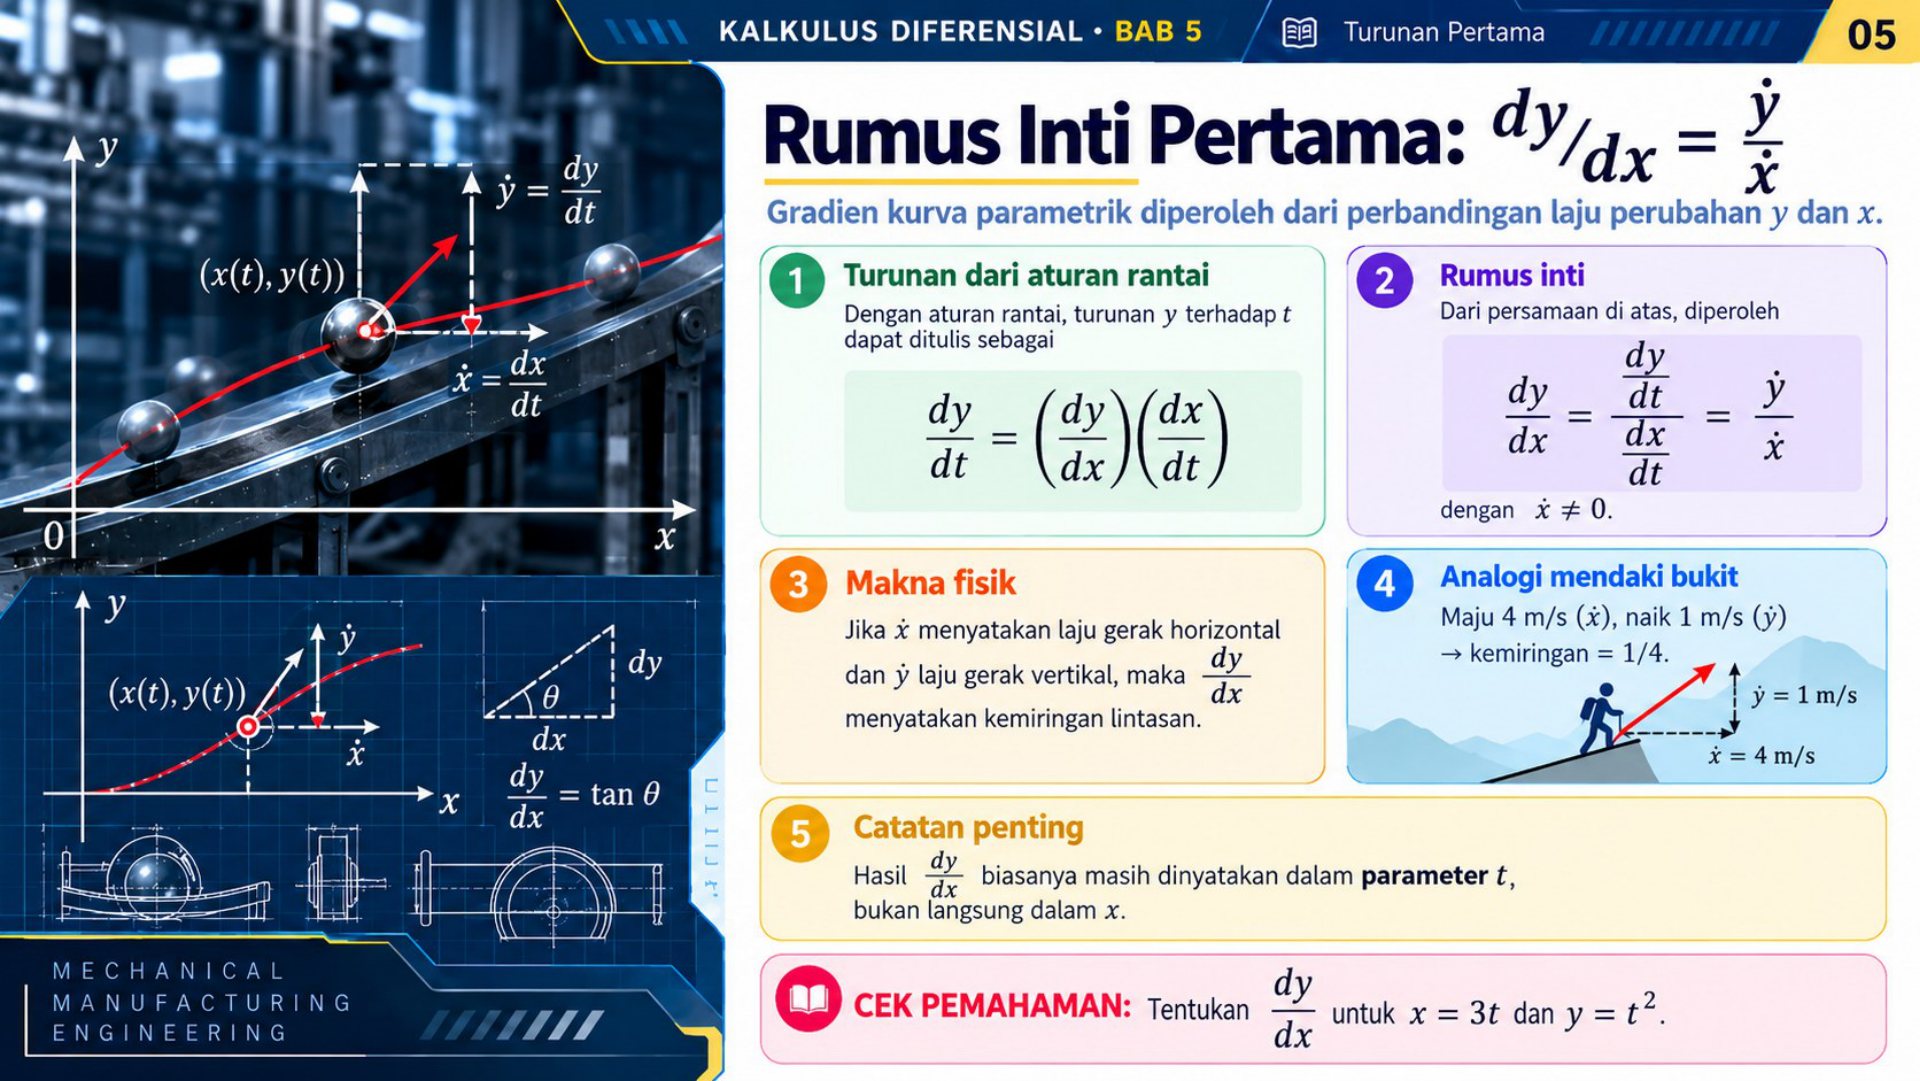 KALKULUS DIFERENSIAL • BAB 5
Turunan Pertama
05
Rumus Inti Pertama: dy/dx = ẏ/ẋ
Gradien kurva parametrik diperoleh dari perbandingan laju perubahan y dan x.
y
ẏ = dy/dt
(x(t), y(t))
ẋ = dx/dt
0
x
y
ẏ
(x(t), y(t))
ẋ
x
dy
θ
dx
dy/dx = tan θ
MECHANICAL
MANUFACTURING
ENGINEERING
1
Turunan dari aturan rantai
Dengan aturan rantai, turunan y terhadap t
dapat ditulis sebagai
dy/dt = (dy/dx)(dx/dt)
2
Rumus inti
Dari persamaan di atas, diperoleh
dy/dx = (dy/dt)/(dx/dt) = ẏ/ẋ
dengan ẋ ≠ 0.
3
Makna fisik
Jika ẋ menyatakan laju gerak horizontal
dan ẏ laju gerak vertikal, maka dy/dx
menyatakan kemiringan lintasan.
4
Analogi mendaki bukit
Maju 4 m/s (ẋ), naik 1 m/s (ẏ)
→ kemiringan = 1/4.
ẏ = 1 m/s
ẋ = 4 m/s
5
Catatan penting
Hasil dy/dx biasanya masih dinyatakan dalam parameter t,
bukan langsung dalam x.
CEK PEMAHAMAN: Tentukan dy/dx untuk x = 3t dan y = t².